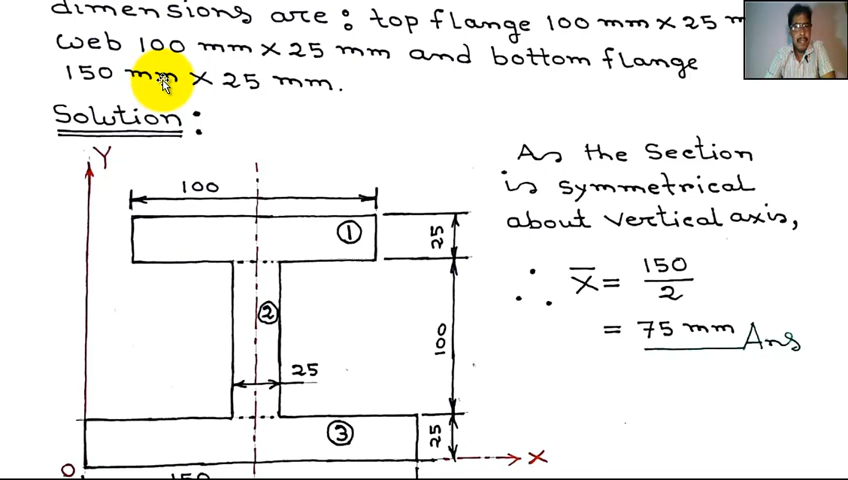 dimensions are: top flange 100 mm × 25 m
web 100 mm × 25 mm and bottom flange
150 mm × 25 mm.
Solution:
Y
As the Section
is symmetrical
about vertical axis,
∴ X̄ = 150/2
= 75 mm Ans
100
①
25
②
100
25
③
25
O
X
150